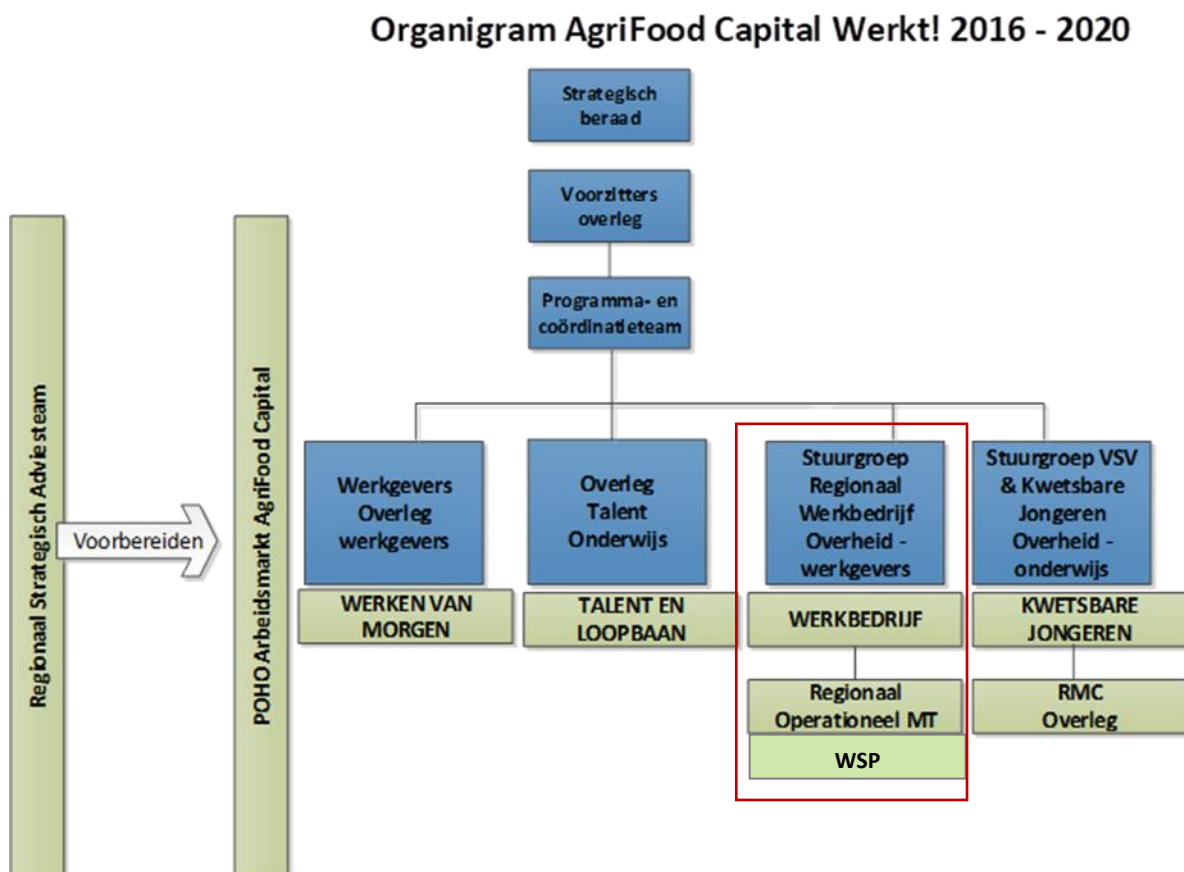 Organigram AgriFood Capital Werkt! 2016 - 2020
Strategisch
beraad
Voorzitters
overleg
Programma- en
coördinatieteam
Regionaal Strategisch Adviesteam
Voorbereiden
POHO Arbeidsmarkt AgriFood Capital
Werkgevers
Overleg
werkgevers
WERKEN VAN
MORGEN
Overleg
Talent
Onderwijs
TALENT EN
LOOPBAAN
Stuurgroep
Regionaal
Werkbedrijf
Overheid -
werkgevers
WERKBEDRIJF
Regionaal
Operationeel MT
WSP
Stuurgroep VSV
& Kwetsbare
Jongeren
Overheid -
onderwijs
KWETSBARE
JONGEREN
RMC
Overleg